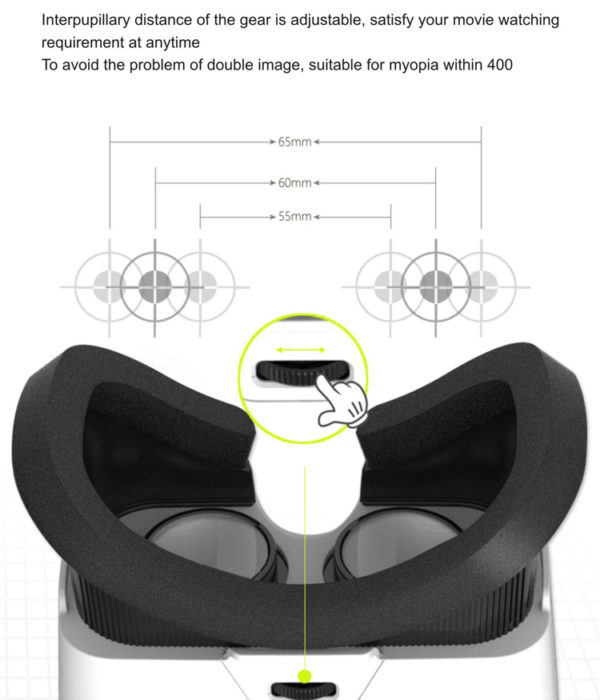 Interpupillary distance of the gear is adjustable, satisfy your movie watching
requirement at anytime
To avoid the problem of double image, suitable for myopia within 400
65mm
60mm
55mm